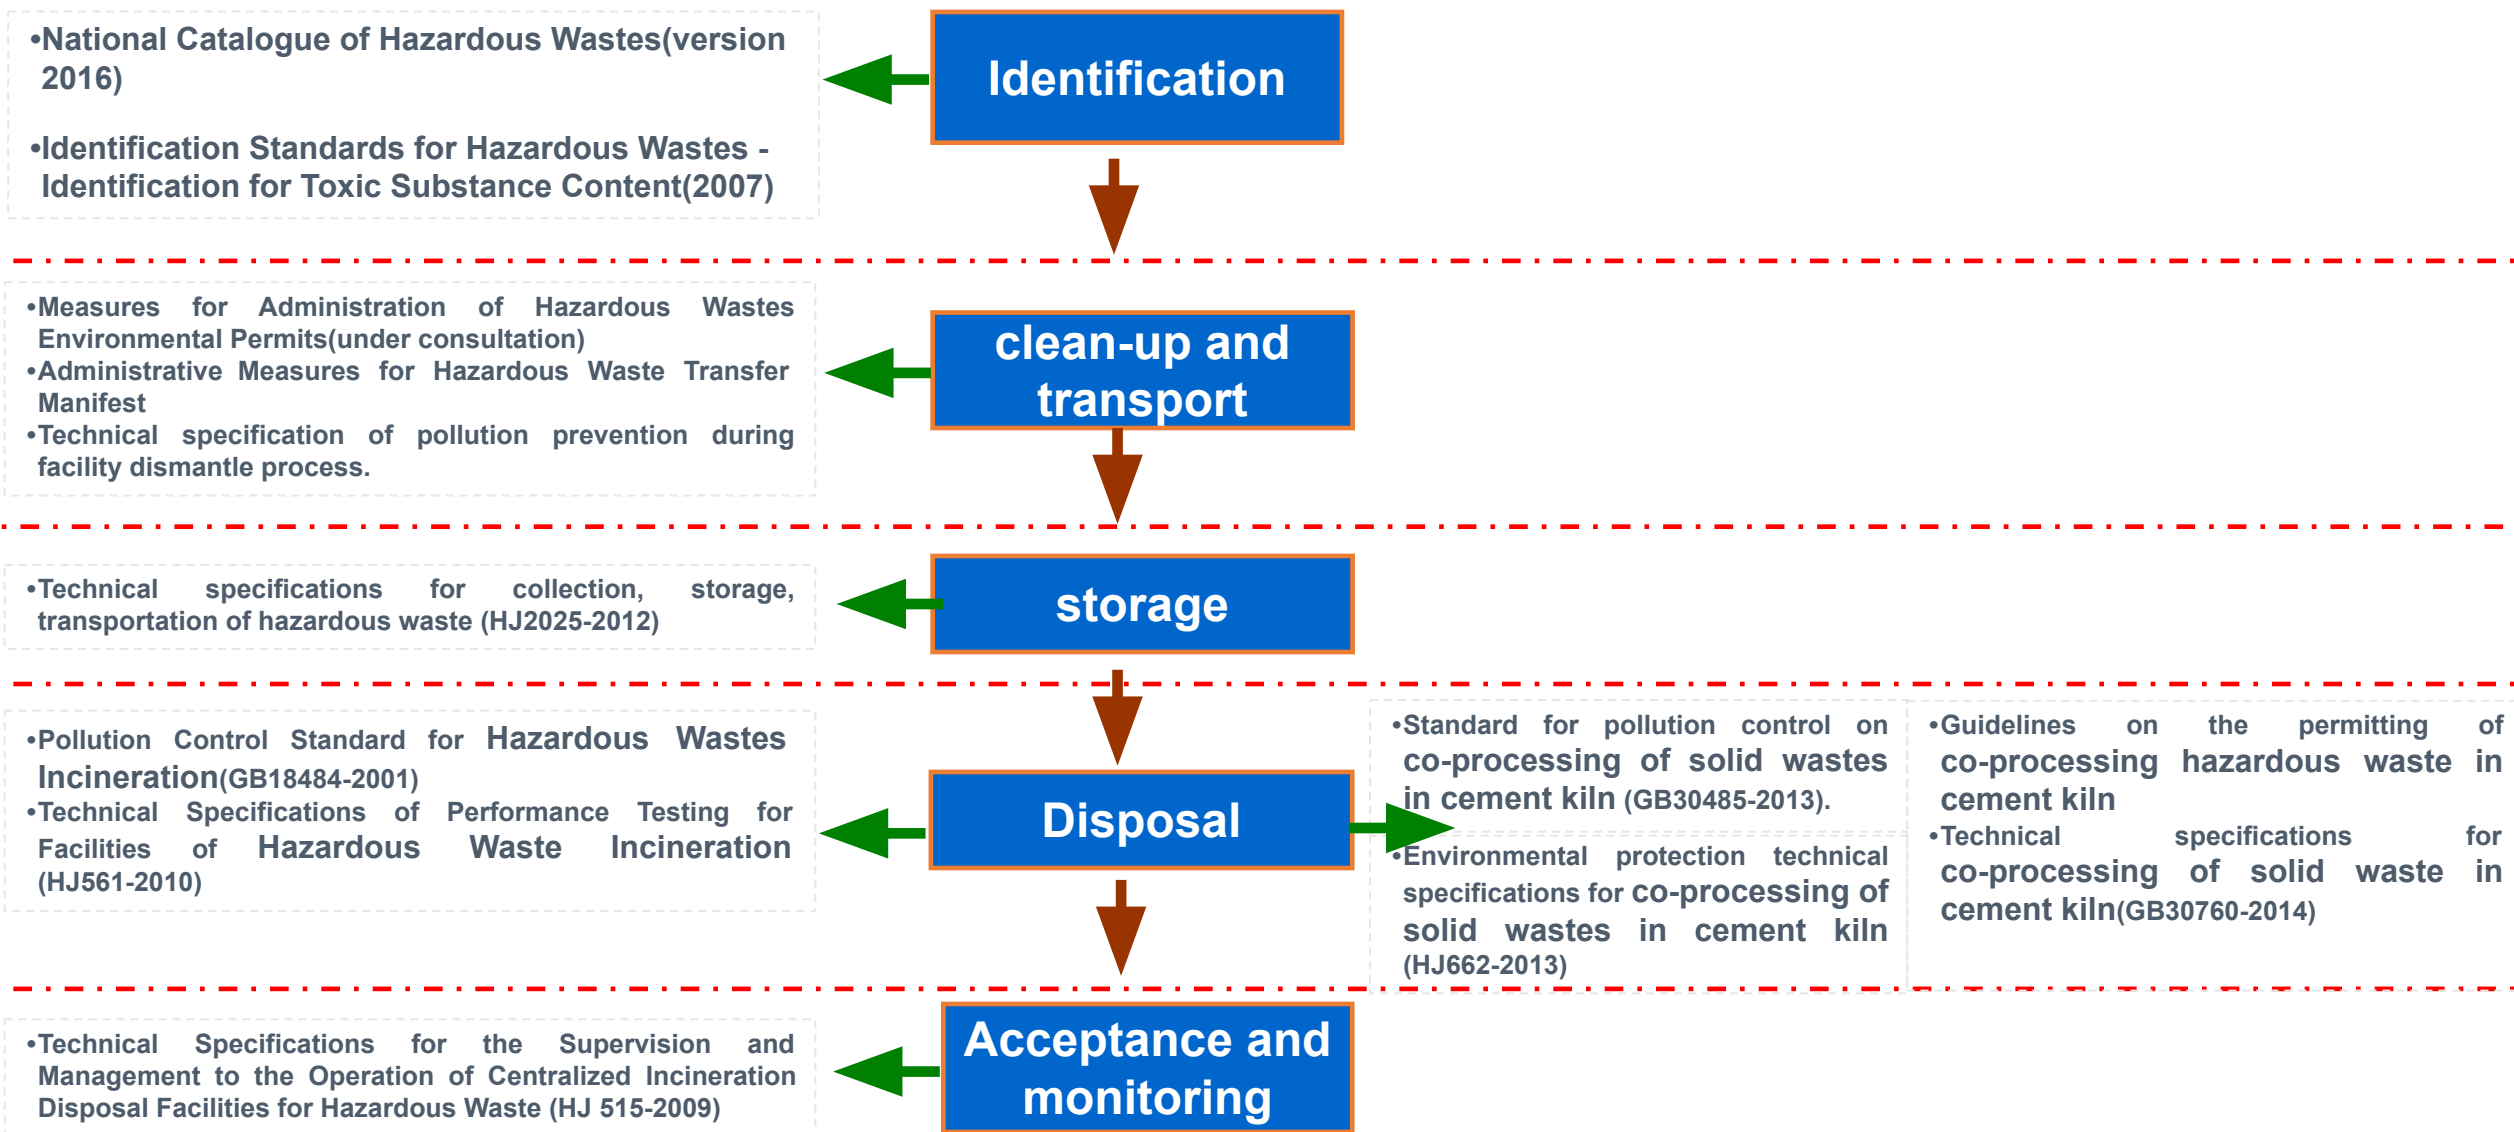 •National Catalogue of Hazardous Wastes(version
2016)
•Identification Standards for Hazardous Wastes -
Identification for Toxic Substance Content(2007)
Identification
•Measures for Administration of Hazardous Wastes
Environmental Permits(under consultation)
•Administrative Measures for Hazardous Waste Transfer
Manifest
•Technical specification of pollution prevention during
facility dismantle process.
clean-up and
transport
•Technical specifications for collection, storage,
transportation of hazardous waste (HJ2025-2012)
storage
•Pollution Control Standard for Hazardous Wastes
Incineration(GB18484-2001)
•Technical Specifications of Performance Testing for
Facilities of Hazardous Waste Incineration
(HJ561-2010)
Disposal
•Standard for pollution control on
co-processing of solid wastes
in cement kiln (GB30485-2013).
•Environmental protection technical
specifications for co-processing of
solid wastes in cement kiln
(HJ662-2013)
•Guidelines on the permitting of
co-processing hazardous waste in
cement kiln
•Technical specifications for
co-processing of solid waste in
cement kiln(GB30760-2014)
•Technical Specifications for the Supervision and
Management to the Operation of Centralized Incineration
Disposal Facilities for Hazardous Waste (HJ 515-2009)
Acceptance and
monitoring